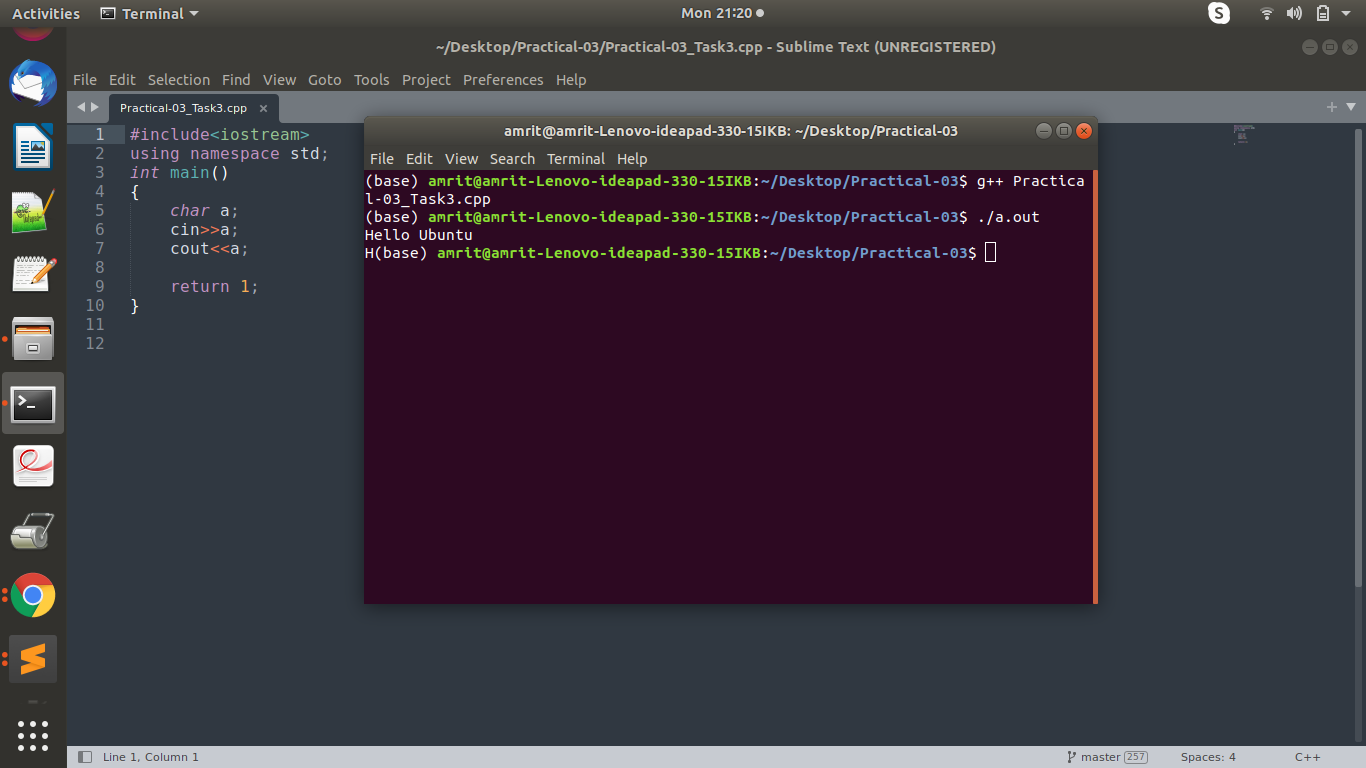 Activities Terminal Mon 21:20 S
~/Desktop/Practical-03/Practical-03_Task3.cpp - Sublime Text (UNREGISTERED)
File Edit Selection Find View Goto Tools Project Preferences Help
Practical-03_Task3.cpp ×
1 #include<iostream>
2 using namespace std;
3 int main()
4 {
5 char a;
6 cin>>a;
7 cout<<a;
8
9 return 1;
10 }
11
12
amrit@amrit-Lenovo-ideapad-330-15IKB: ~/Desktop/Practical-03
File Edit View Search Terminal Help
(base) amrit@amrit-Lenovo-ideapad-330-15IKB:~/Desktop/Practical-03$ g++ Practica
l-03_Task3.cpp
(base) amrit@amrit-Lenovo-ideapad-330-15IKB:~/Desktop/Practical-03$ ./a.out
Hello Ubuntu
H(base) amrit@amrit-Lenovo-ideapad-330-15IKB:~/Desktop/Practical-03$
Line 1, Column 1 master 257 Spaces: 4 C++